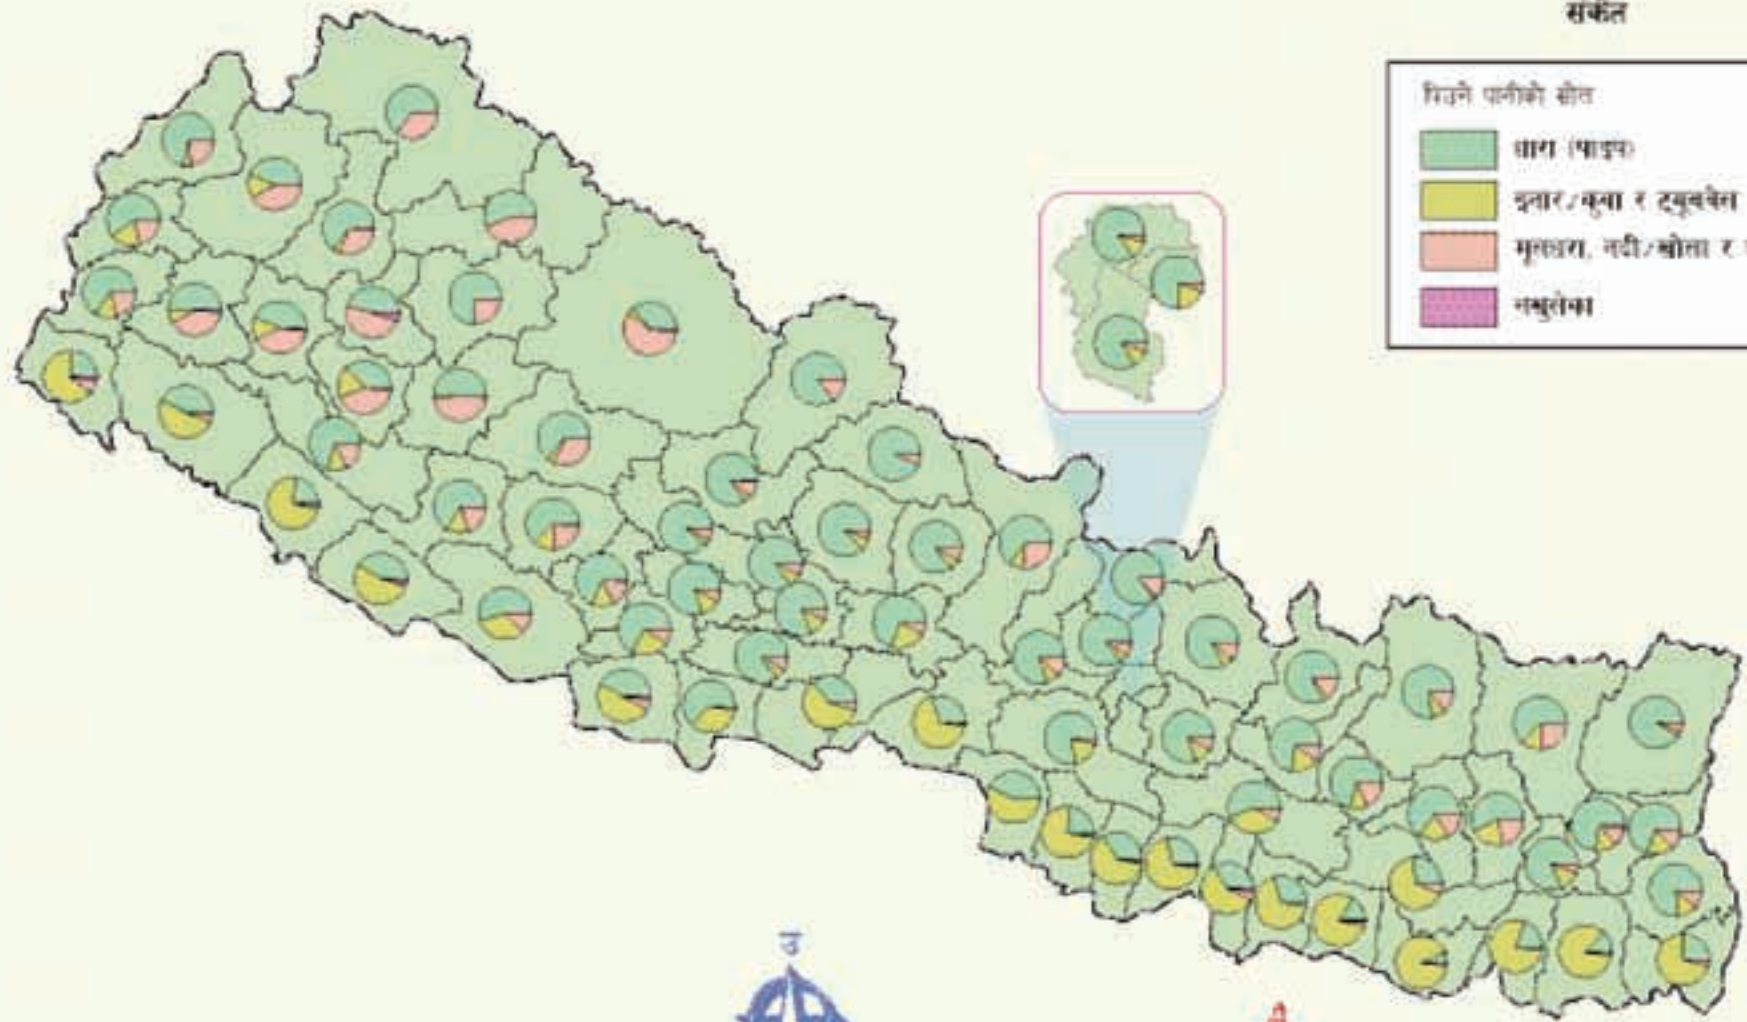 संकेत
पिउने पानीको स्रोत
धारा (पाइप)
इनार/कुवा र ट्यूबवेल
मूलधारा, नदी/खोला र
नखुलेका
उ